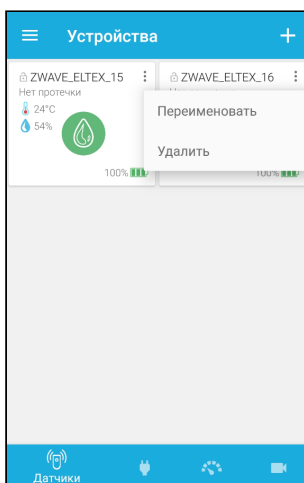 Устройства
ZWAVE_ELTEX_15
ZWAVE_ELTEX_16
Нет протечки
24°C
54%
Переименовать
Удалить
100%
100%
Датчики